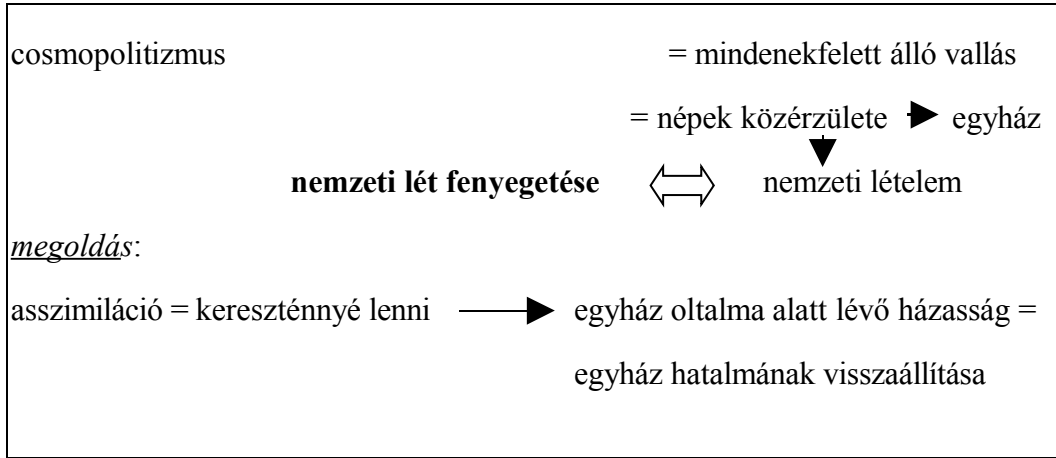 cosmopolitizmus = mindenekfelett álló vallás
= népek közérzülete egyház
nemzeti lét fenyegetése nemzeti lételem
megoldás:
asszimiláció = kereszténnyé lenni egyház oltalma alatt lévő házasság =
egyház hatalmának visszaállítása